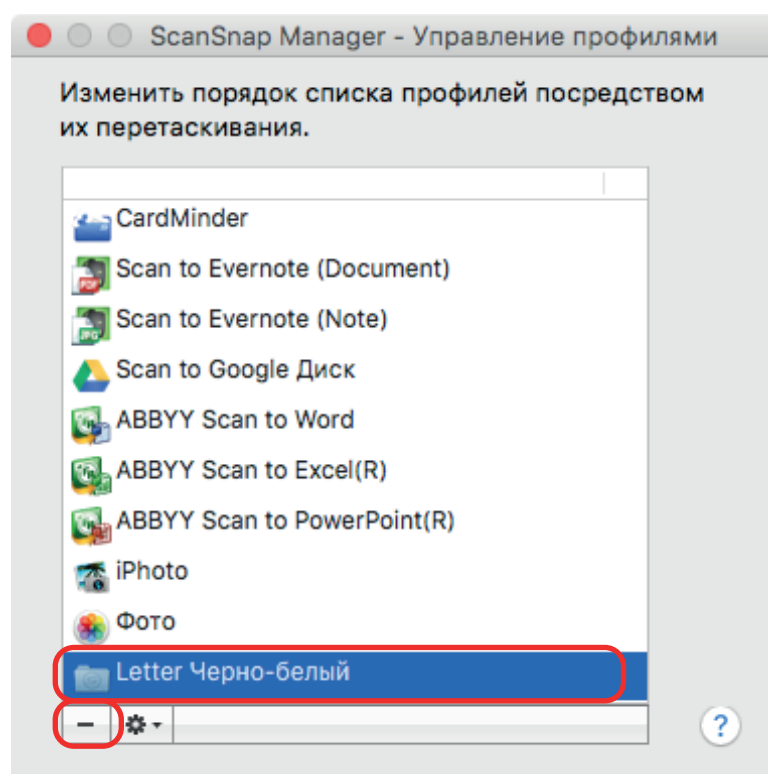 ScanSnap Manager - Управление профилями
Изменить порядок списка профилей посредством
их перетаскивания.
CardMinder
PDF
Scan to Evernote (Document)
JPG
Scan to Evernote (Note)
Scan to Google Диск
ABBYY Scan to Word
ABBYY Scan to Excel(R)
ABBYY Scan to PowerPoint(R)
iPhoto
Фото
Letter Черно-белый
?